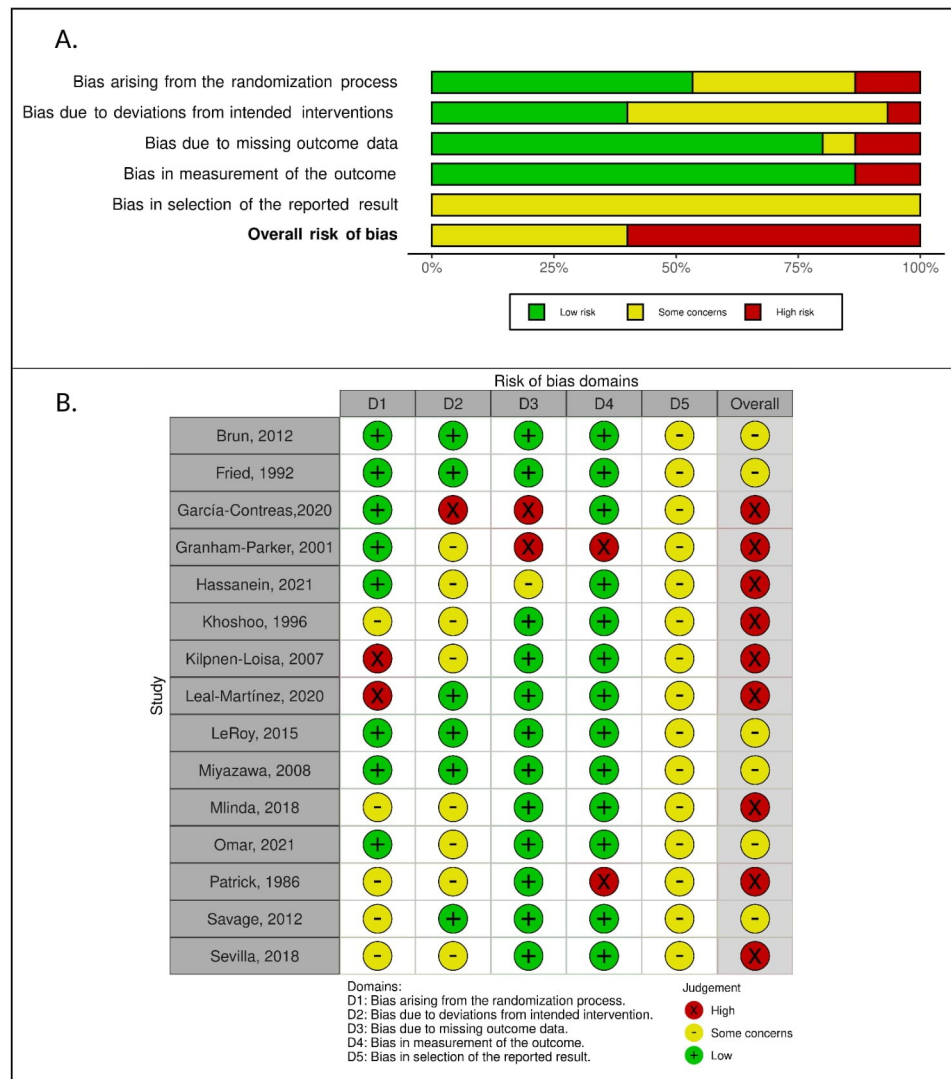 A.
Bias arising from the randomization process
Bias due to deviations from intended interventions
Bias due to missing outcome data
Bias in measurement of the outcome
Bias in selection of the reported result
Overall risk of bias
0% 25% 50% 75% 100%
Low risk Some concerns High risk
B.
Risk of bias domains
D1 D2 D3 D4 D5 Overall
Study
Brun, 2012 + + + + - -
Fried, 1992 + + + + - -
García-Contreas,2020 + X X + - X
Granham-Parker, 2001 + - X X - X
Hassanein, 2021 + - - + - X
Khoshoo, 1996 - - + + - X
Kilpnen-Loisa, 2007 X - + + - X
Leal-Martínez, 2020 X + + + - X
LeRoy, 2015 + + + + - -
Miyazawa, 2008 + + + + - -
Mlinda, 2018 - - + + - X
Omar, 2021 + - + + - -
Patrick, 1986 - - + X - X
Savage, 2012 - + + + - -
Sevilla, 2018 - - + + - X
Domains:
D1: Bias arising from the randomization process.
D2: Bias due to deviations from intended intervention.
D3: Bias due to missing outcome data.
D4: Bias in measurement of the outcome.
D5: Bias in selection of the reported result.
Judgement
X High
- Some concerns
+ Low